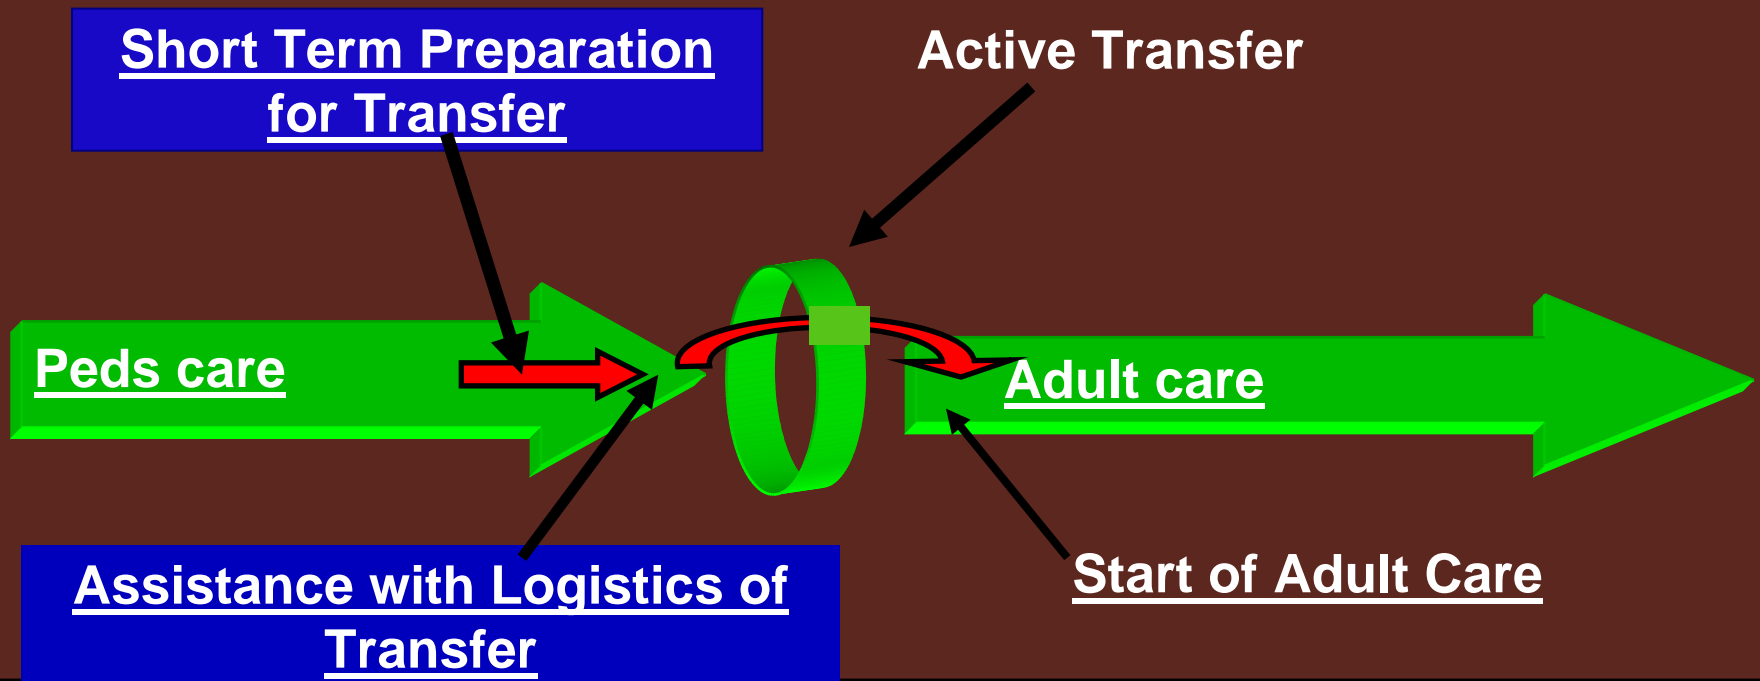 Short Term Preparation
for Transfer
Active Transfer
Peds care
Adult care
Assistance with Logistics of
Transfer
Start of Adult Care